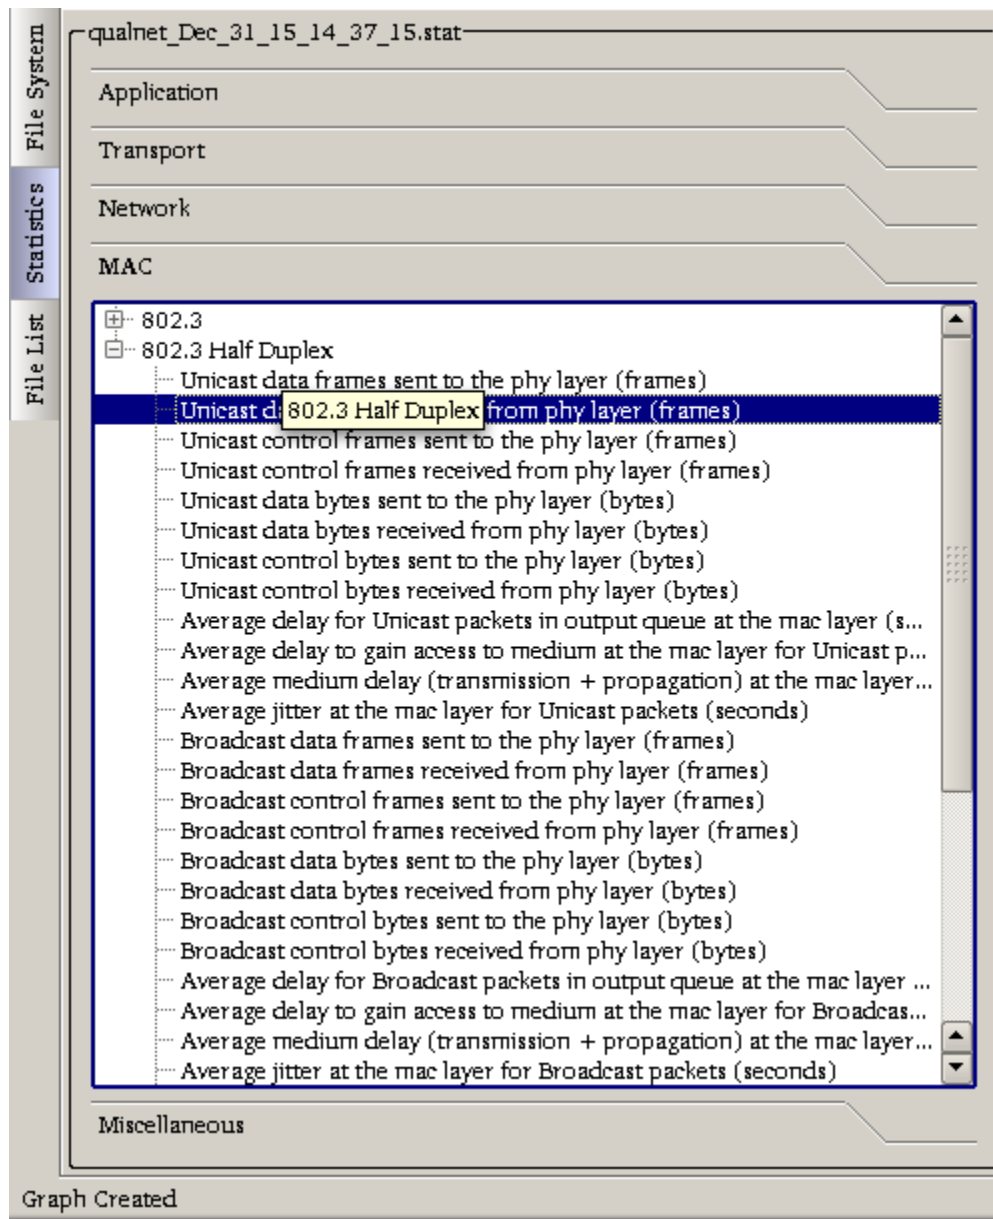 File System
Statistics
File List
qualnet_Dec_31_15_14_37_15.stat
Application
Transport
Network
MAC
802.3
802.3 Half Duplex
Unicast data frames sent to the phy layer (frames)
Unicast d 802.3 Half Duplex from phy layer (frames)
Unicast control frames sent to the phy layer (frames)
Unicast control frames received from phy layer (frames)
Unicast data bytes sent to the phy layer (bytes)
Unicast data bytes received from phy layer (bytes)
Unicast control bytes sent to the phy layer (bytes)
Unicast control bytes received from phy layer (bytes)
Average delay for Unicast packets in output queue at the mac layer (s...
Average delay to gain access to medium at the mac layer for Unicast p...
Average medium delay (transmission + propagation) at the mac layer...
Average jitter at the mac layer for Unicast packets (seconds)
Broadcast data frames sent to the phy layer (frames)
Broadcast data frames received from phy layer (frames)
Broadcast control frames sent to the phy layer (frames)
Broadcast control frames received from phy layer (frames)
Broadcast data bytes sent to the phy layer (bytes)
Broadcast data bytes received from phy layer (bytes)
Broadcast control bytes sent to the phy layer (bytes)
Broadcast control bytes received from phy layer (bytes)
Average delay for Broadcast packets in output queue at the mac layer ...
Average delay to gain access to medium at the mac layer for Broadcas...
Average medium delay (transmission + propagation) at the mac layer...
Average jitter at the mac layer for Broadcast packets (seconds)
Miscellaneous
Graph Created